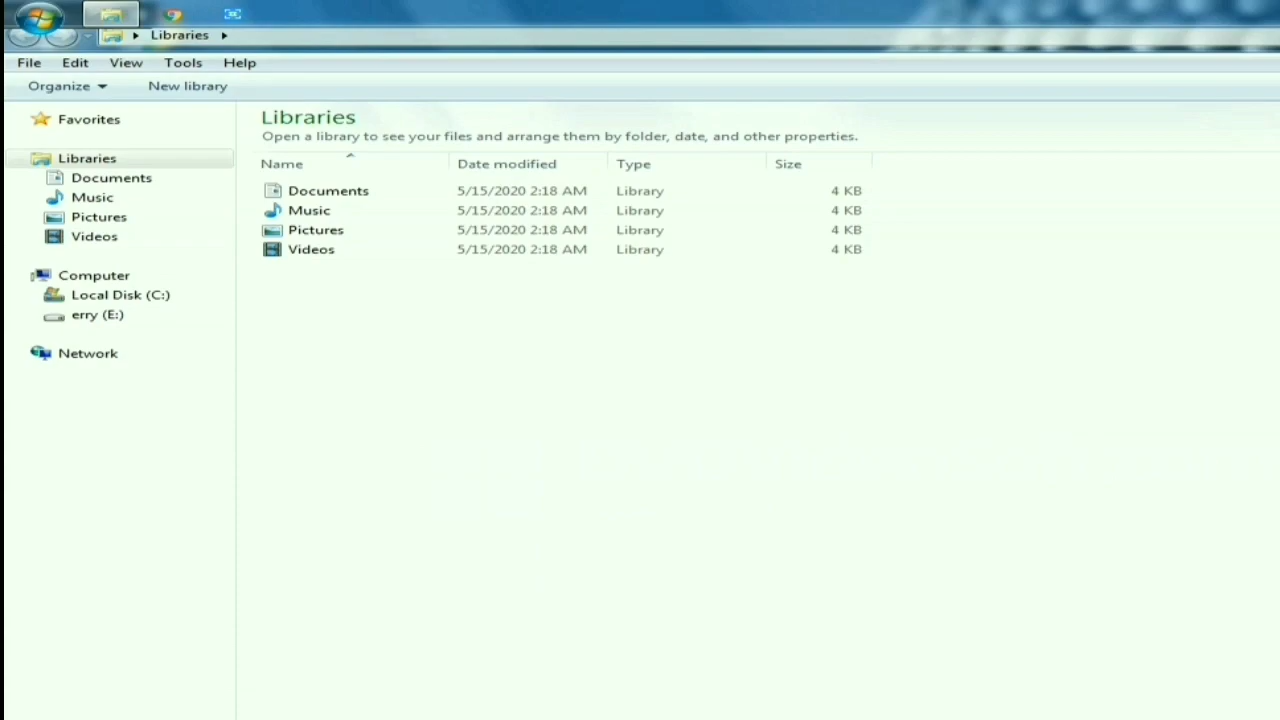 Libraries
File Edit View Tools Help
Organize New library
Favorites
Libraries
Documents
Music
Pictures
Videos
Computer
Local Disk (C:)
erry (E:)
Network
Libraries
Open a library to see your files and arrange them by folder, date, and other properties.
Name Date modified Type Size
Documents 5/15/2020 2:18 AM Library 4 KB
Music 5/15/2020 2:18 AM Library 4 KB
Pictures 5/15/2020 2:18 AM Library 4 KB
Videos 5/15/2020 2:18 AM Library 4 KB